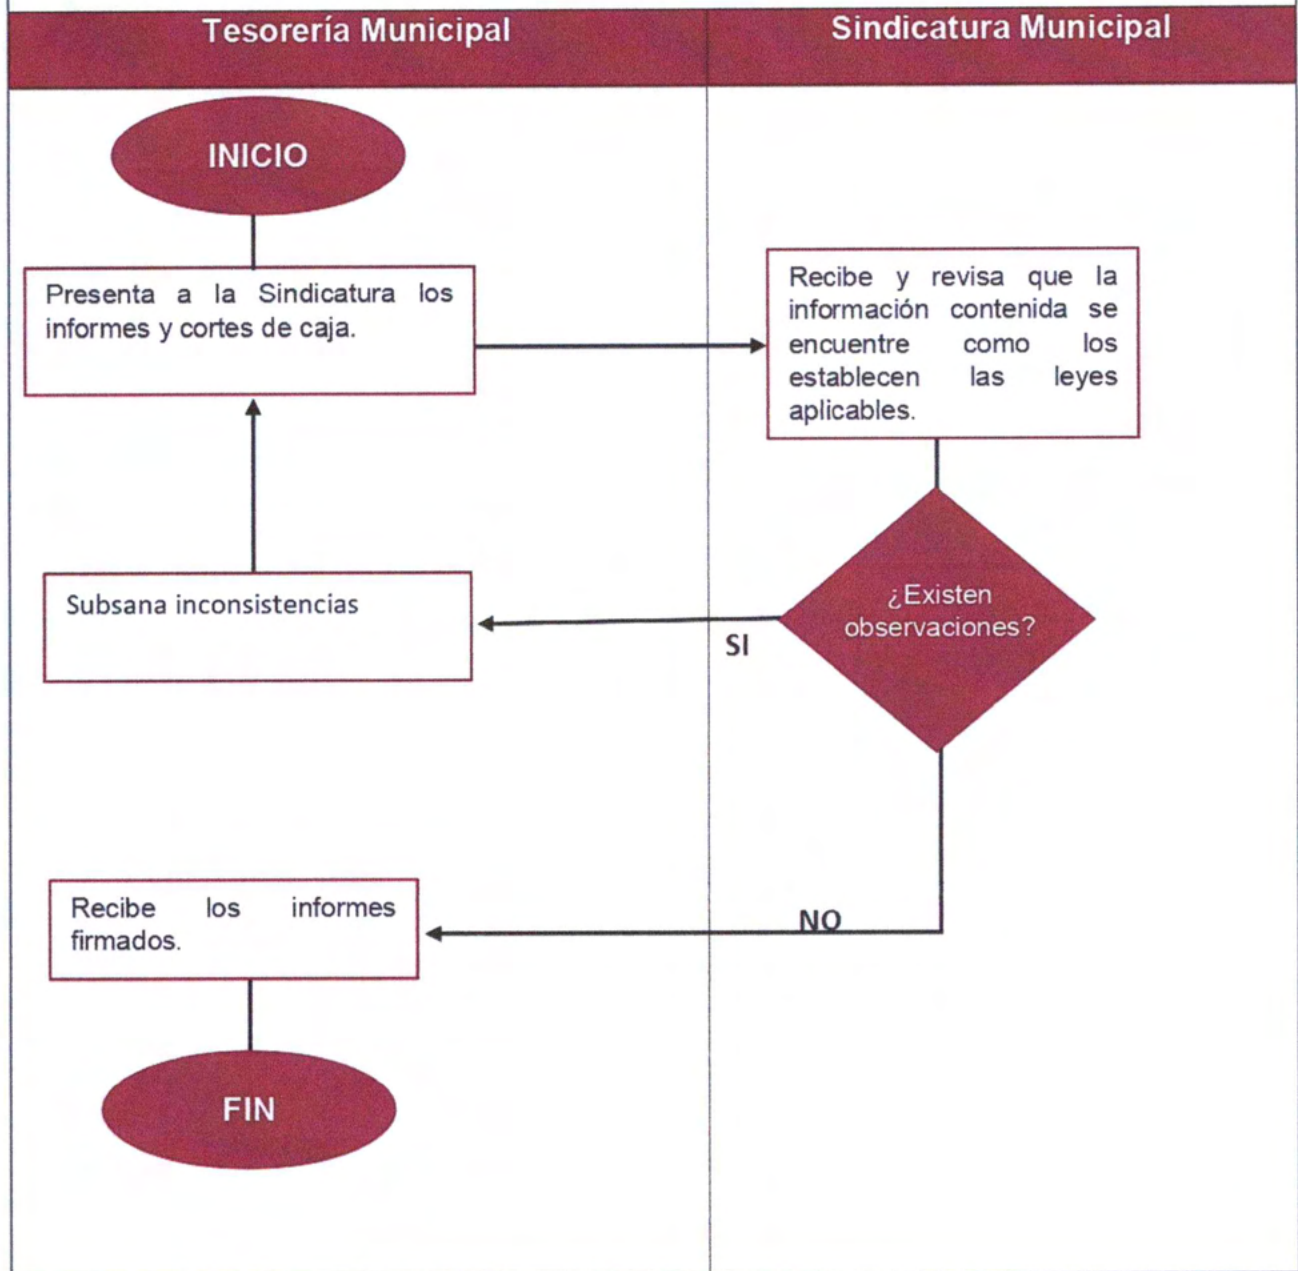 Tesorería Municipal
Sindicatura Municipal
INICIO
Presenta a la Sindicatura los
informes y cortes de caja.
Recibe y revisa que la
información contenida se
encuentre como los
establecen las leyes
aplicables.
¿Existen
observaciones?
SI
Subsana inconsistencias
NO
Recibe los informes
firmados.
FIN